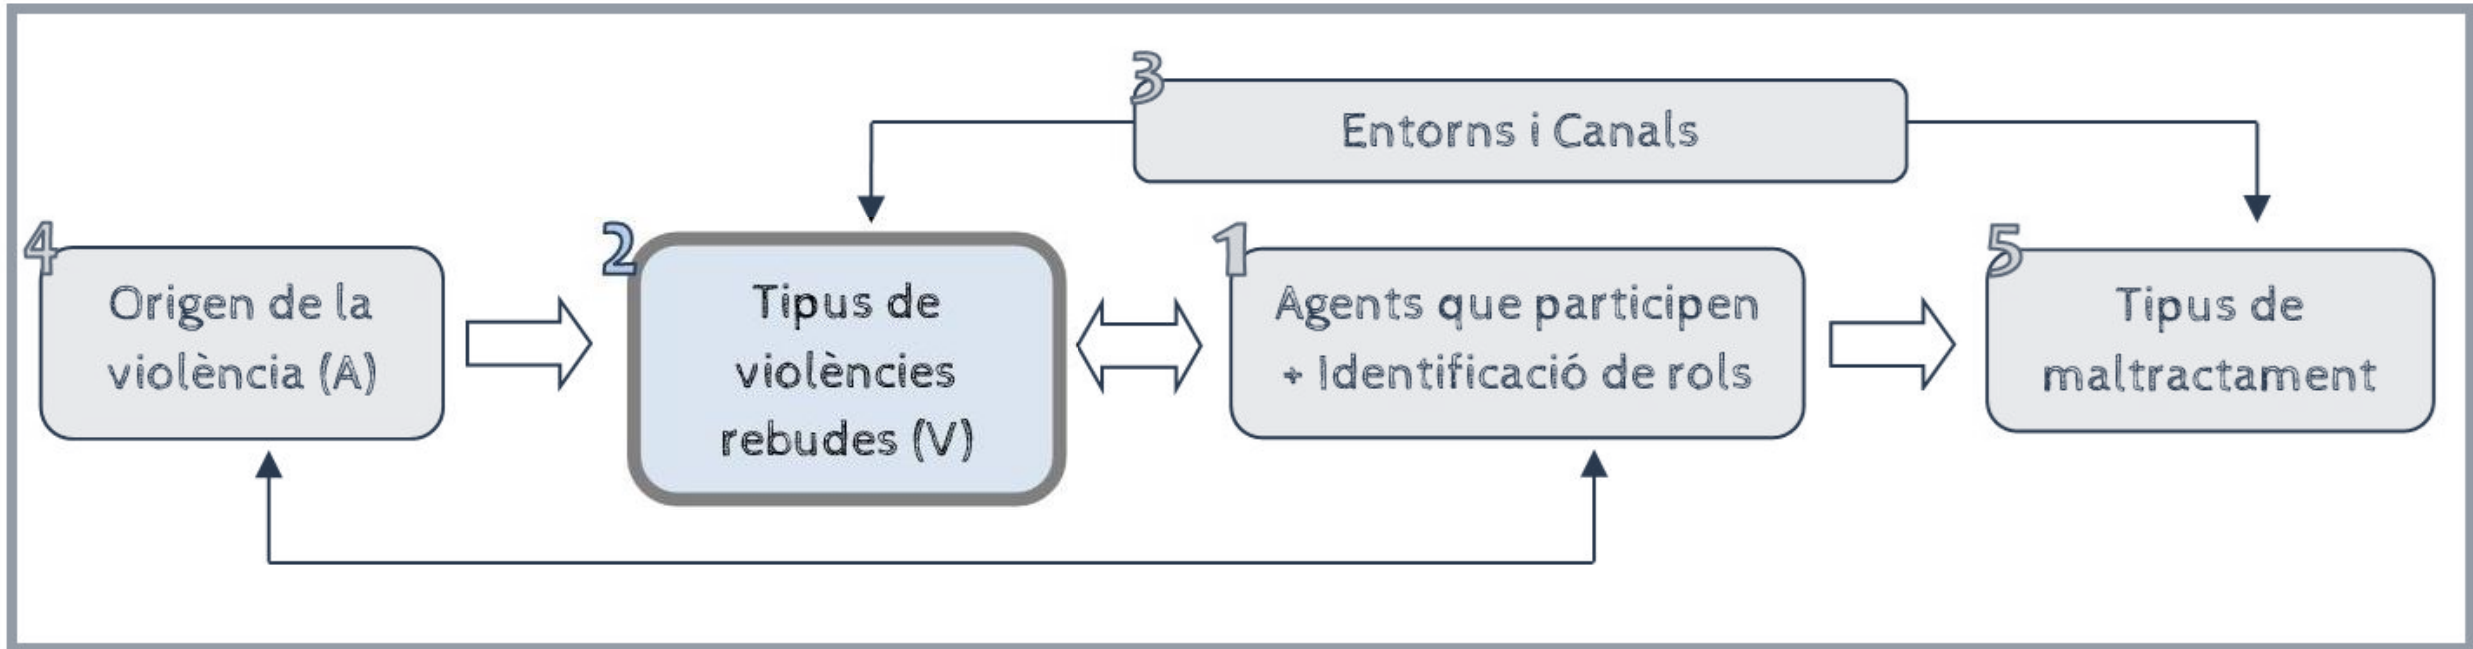 3
Entorns i Canals
4
Origen de la
violència (A)
2
Tipus de
violències
rebudes (V)
1
Agents que participen
+ Identificació de rols
5
Tipus de
maltractament